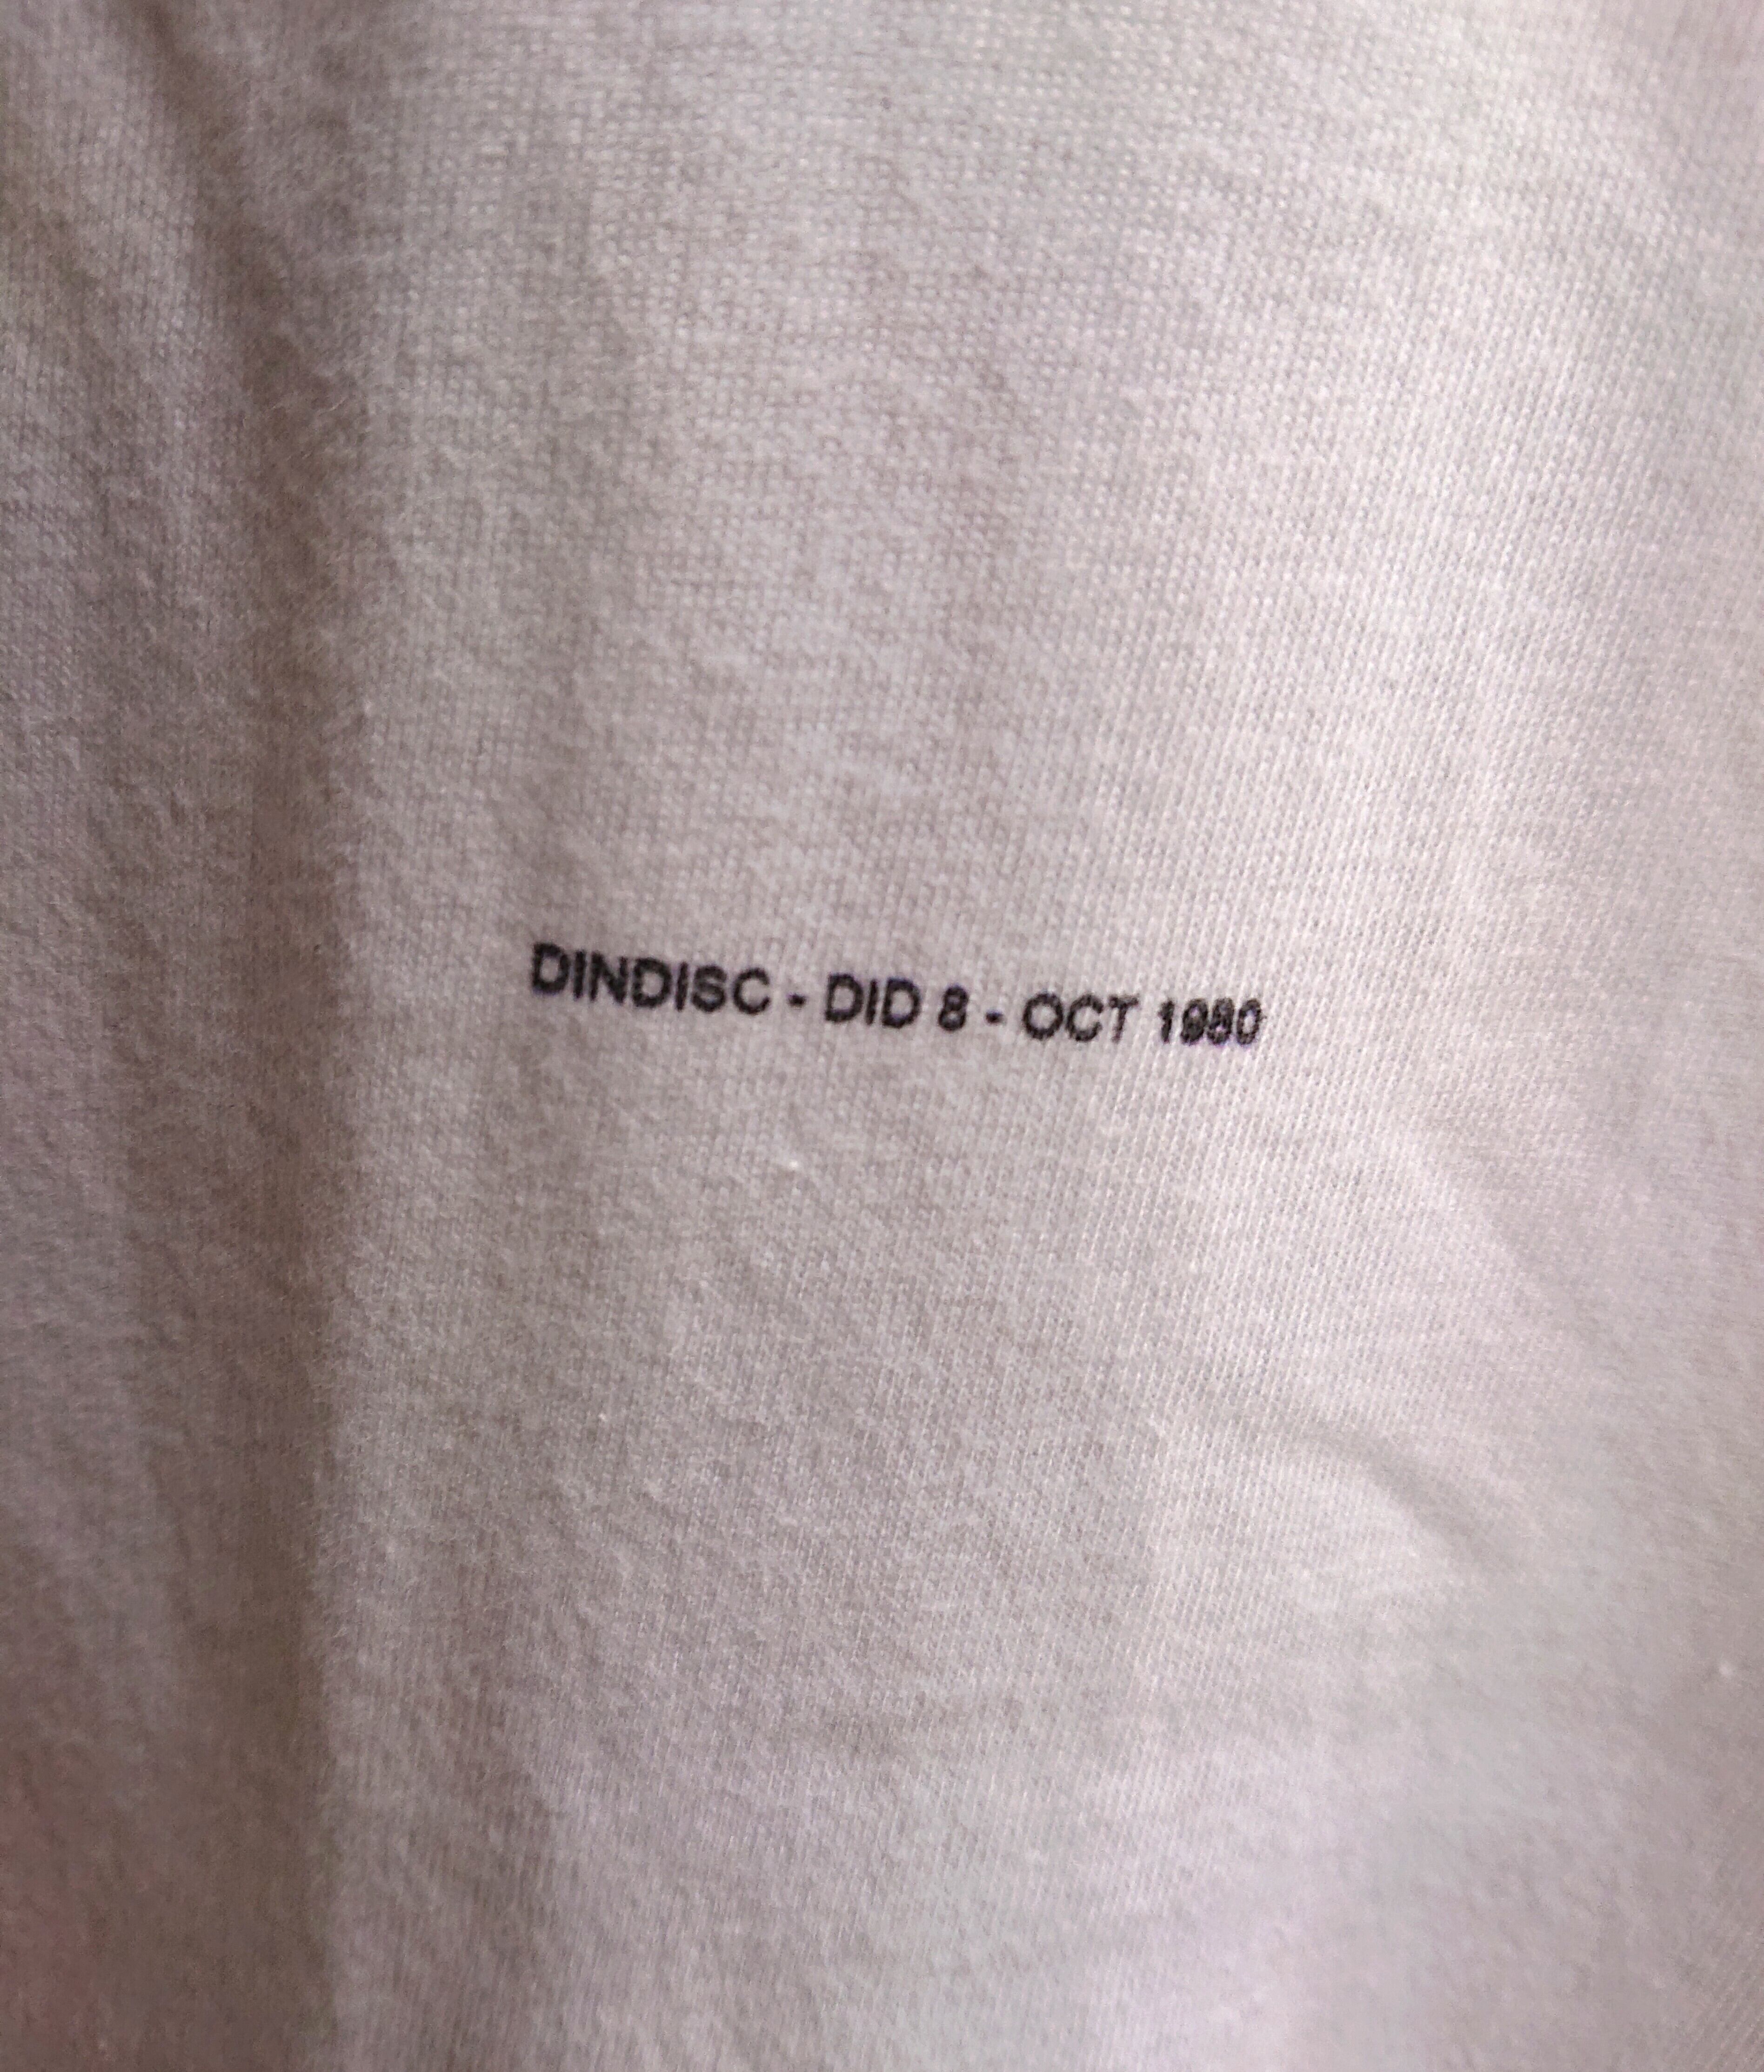 DINDISC - DID 8 - OCT 1980